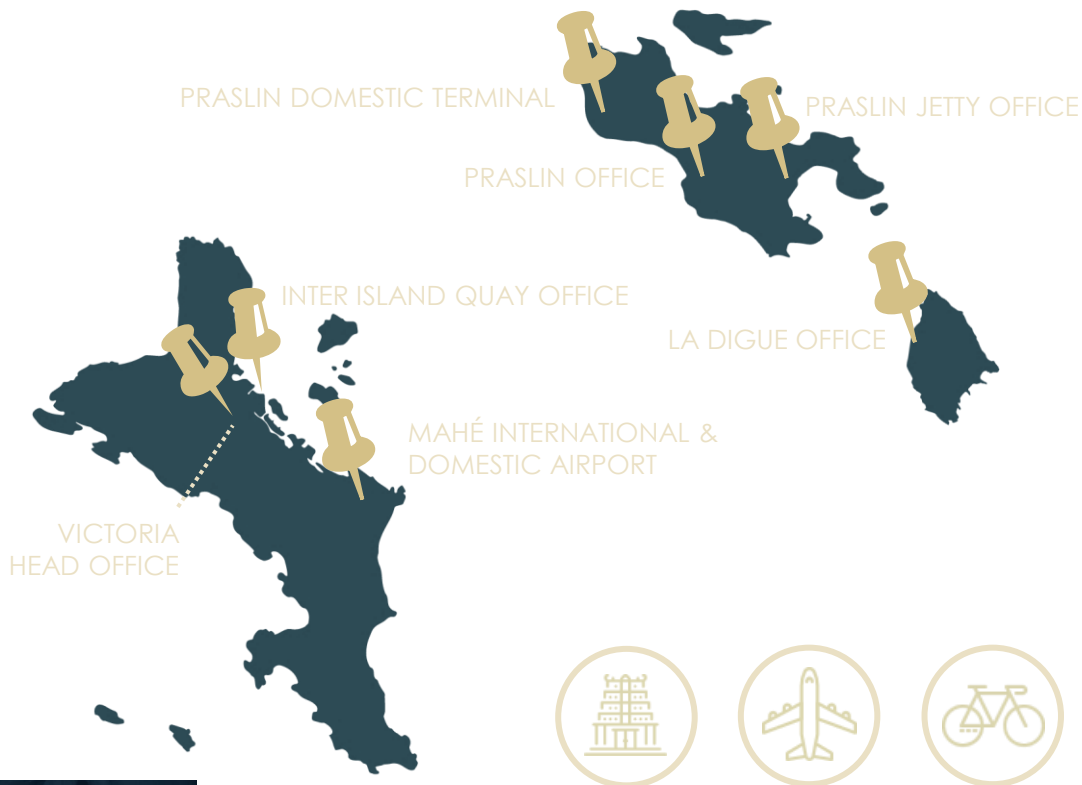 PRASLIN DOMESTIC TERMINAL
PRASLIN JETTY OFFICE
PRASLIN OFFICE
INTER ISLAND QUAY OFFICE
LA DIGUE OFFICE
MAHÉ INTERNATIONAL &
DOMESTIC AIRPORT
VICTORIA
HEAD OFFICE